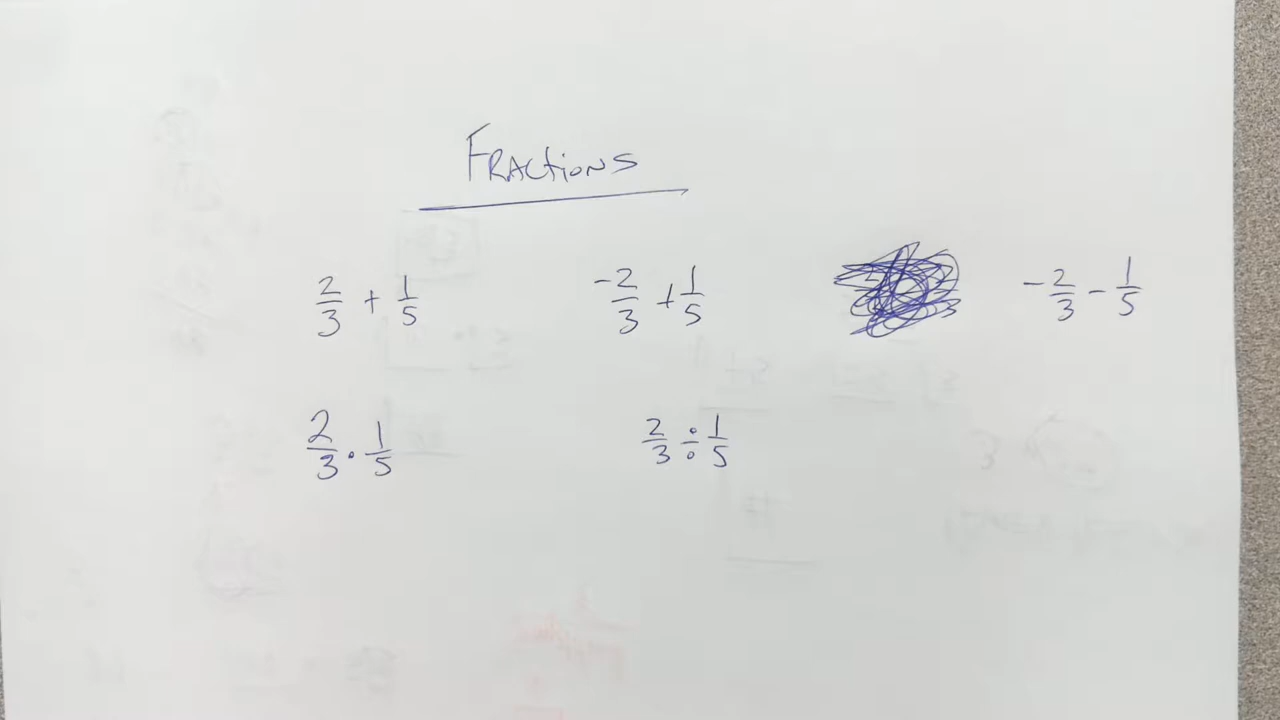 Fractions
2/3 + 1/5   -2/3 + 1/5   -2/3 - 1/5
2/3 · 1/5   2/3 ÷ 1/5